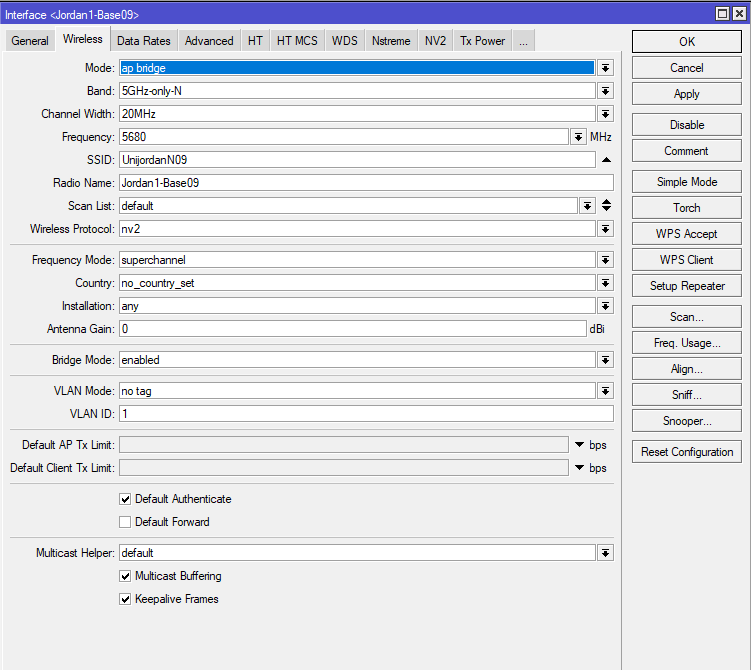 Interface <Jordan1-Base09>
General Wireless Data Rates Advanced HT HT MCS WDS Nstreme NV2 Tx Power ...
Mode: ap bridge
Band: 5GHz-only-N
Channel Width: 20MHz
Frequency: 5680 MHz
SSID: UnijordanN09
Radio Name: Jordan1-Base09
Scan List: default
Wireless Protocol: nv2
Frequency Mode: superchannel
Country: no_country_set
Installation: any
Antenna Gain: 0 dBi
Bridge Mode: enabled
VLAN Mode: no tag
VLAN ID: 1
Default AP Tx Limit: bps
Default Client Tx Limit: bps
Default Authenticate
Default Forward
Multicast Helper: default
Multicast Buffering
Keepalive Frames
OK
Cancel
Apply
Disable
Comment
Simple Mode
Torch
WPS Accept
WPS Client
Setup Repeater
Scan...
Freq. Usage...
Align...
Sniff...
Snooper...
Reset Configuration